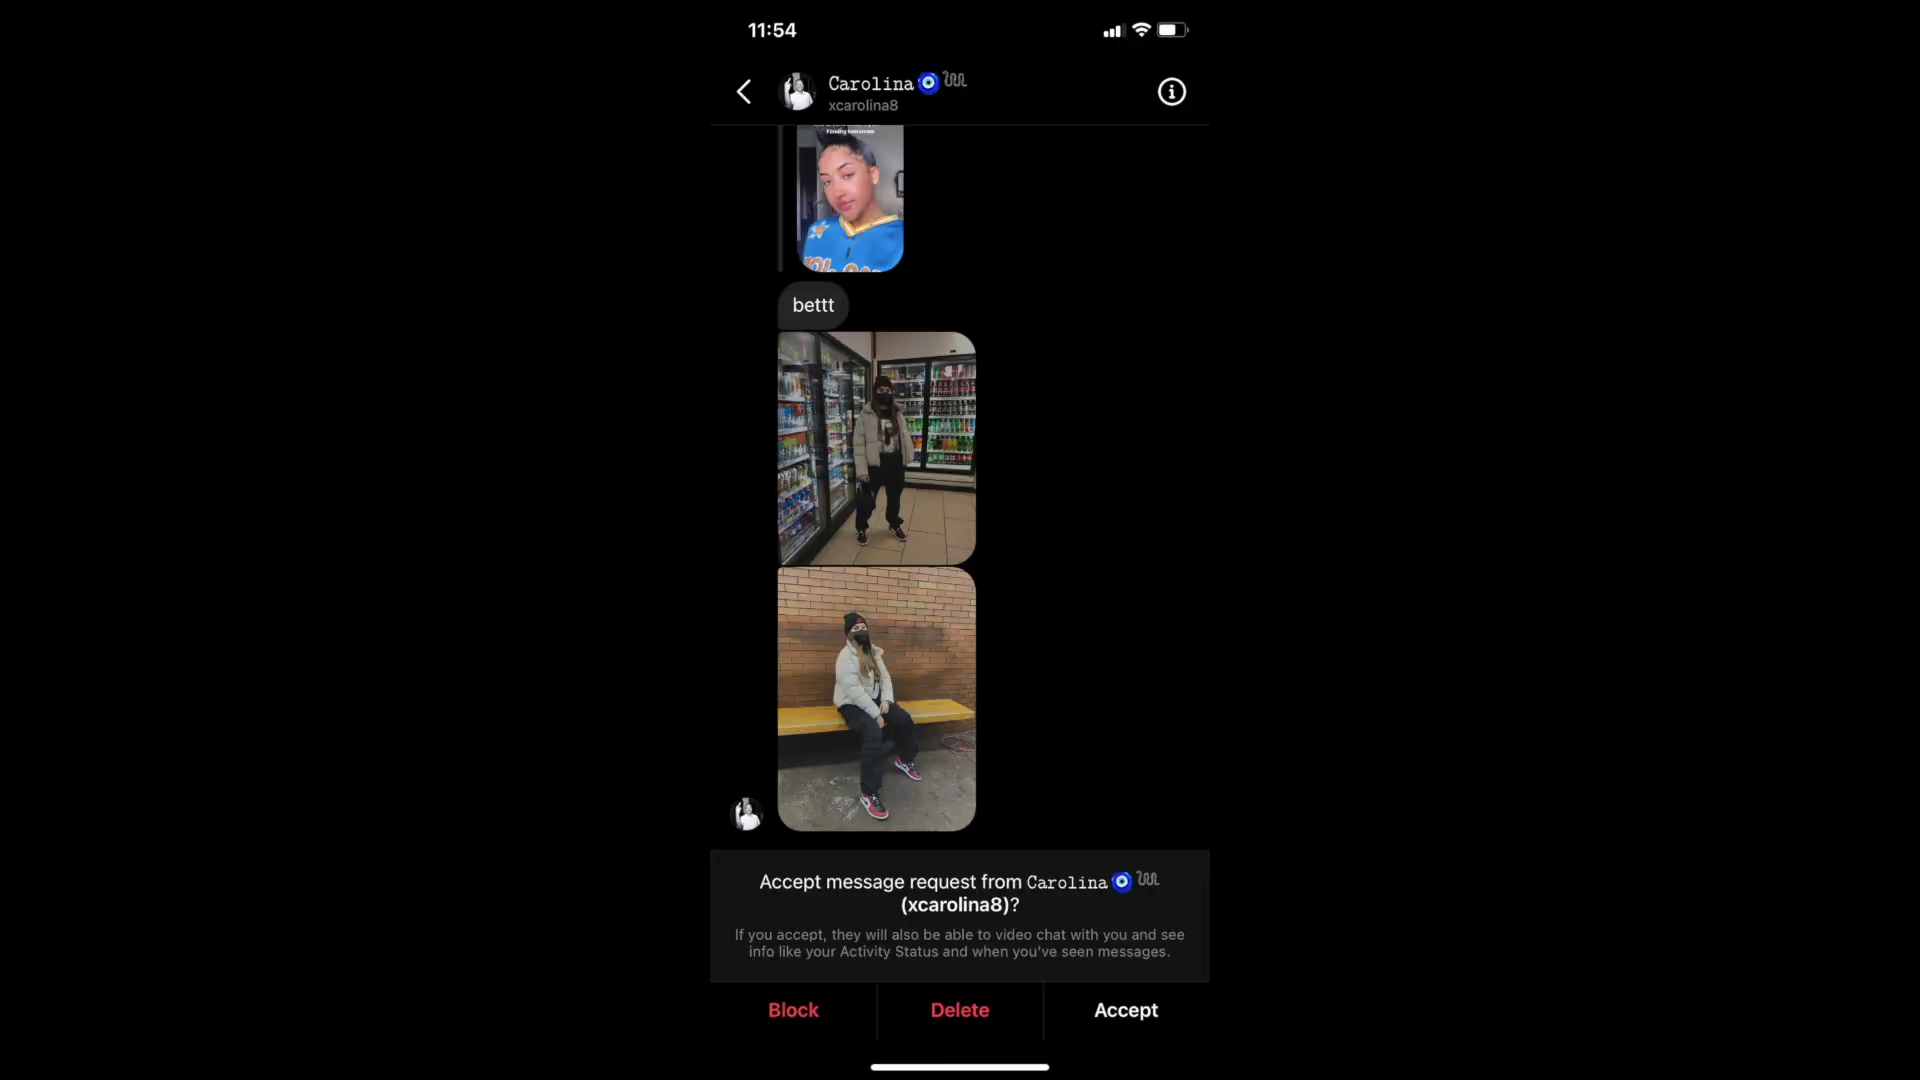 11:54
Carolina🧿
xcarolina8
Filming tomorrow
bettt
Accept message request from Carolina🧿
(xcarolina8)?
If you accept, they will also be able to video chat with you and see
info like your Activity Status and when you've seen messages.
Block
Delete
Accept